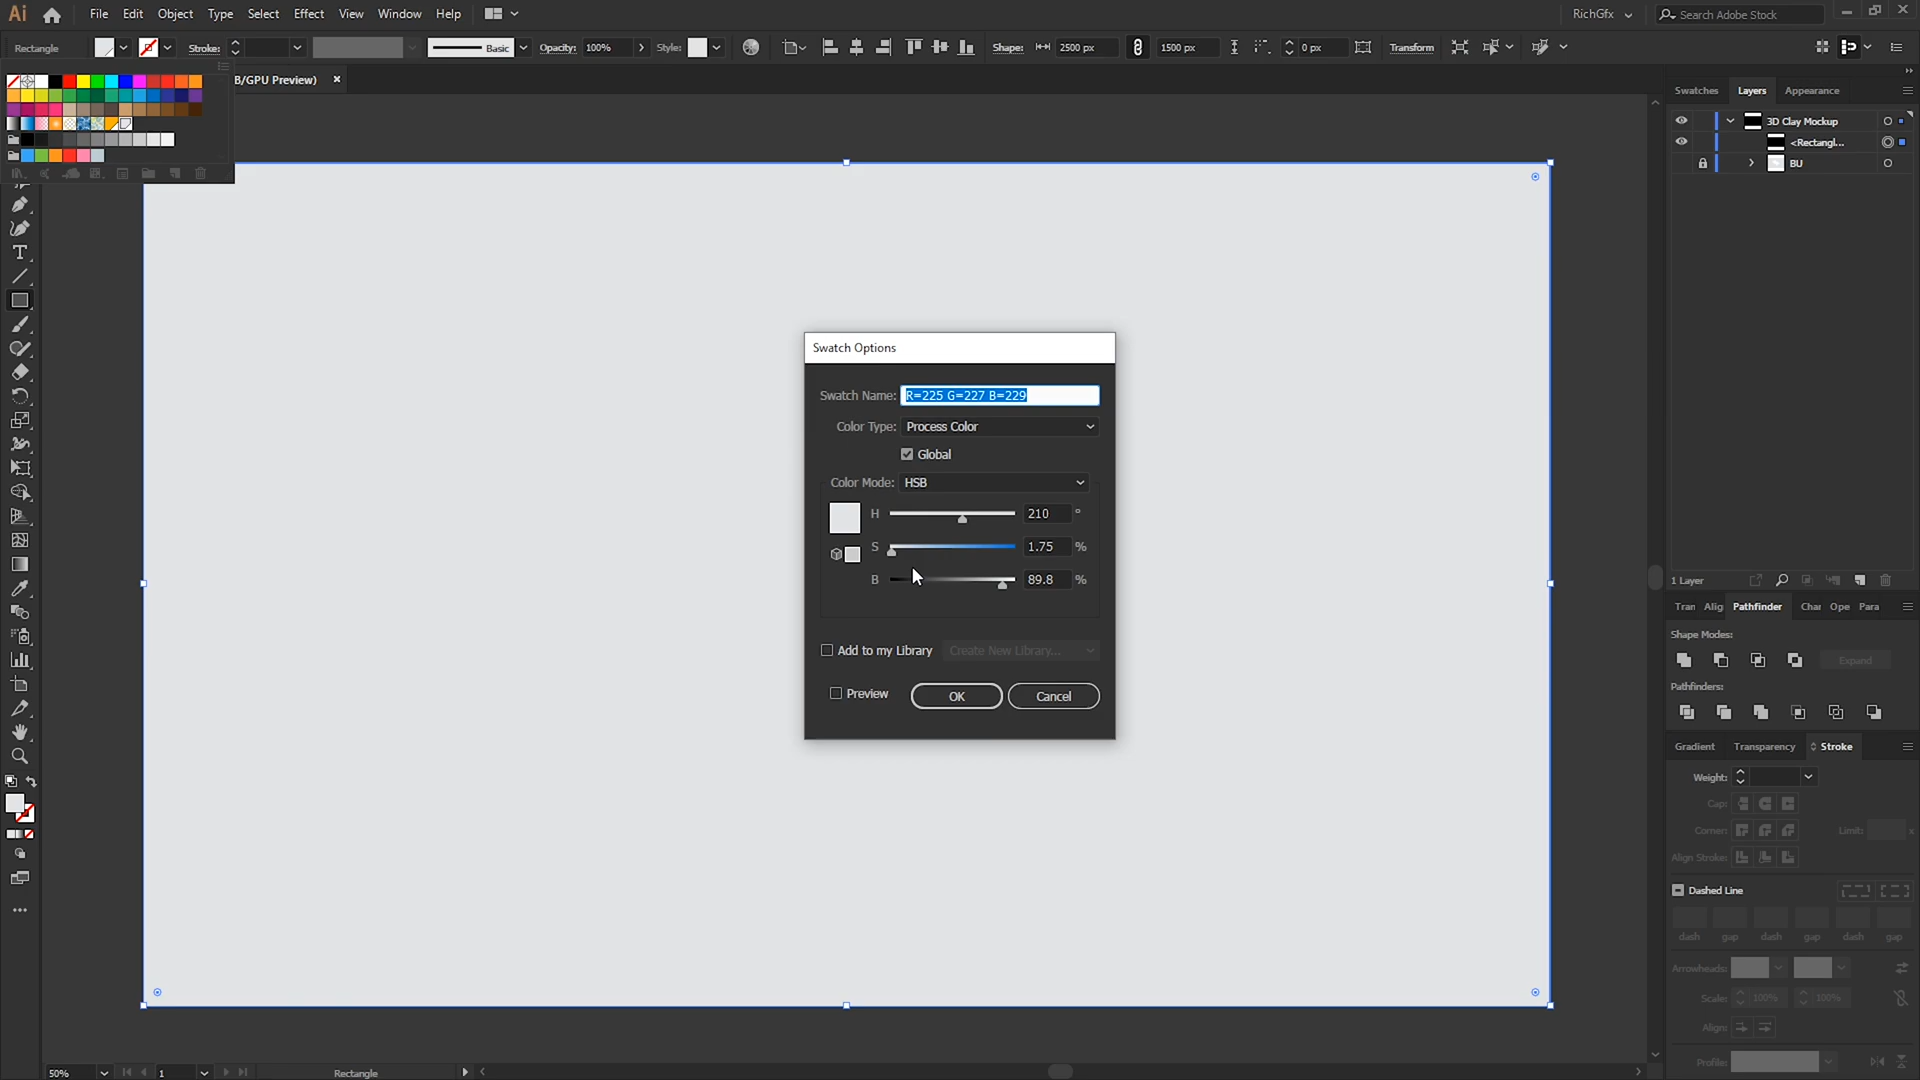 Ai File Edit Object Type Select Effect View Window Help RichGfx Search Adobe Stock
Rectangle Stroke: Basic Opacity: 100% Style: Shape: 2500 px 1500 px 0 px Transform
B/GPU Preview) ×
Swatches Layers Appearance
3D Clay Mockup
<Rectangl...
BU
Swatch Options
Swatch Name: R=225 G=227 B=229
Color Type: Process Color
Global
Color Mode: HSB
H 210 °
S 1.75 %
B 89.8 %
Add to my Library Create New Library...
Preview OK Cancel
1 Layer
Tran Alig Pathfinder Char Ope Para
Shape Modes:
Expand
Pathfinders:
Gradient Transparency Stroke
Weight:
Cap:
Corner: Limit: x
Align Stroke:
Dashed Line
dash gap dash gap dash gap
Arrowheads:
Scale: 100% 100%
Align:
Profile:
50% 1 Rectangle